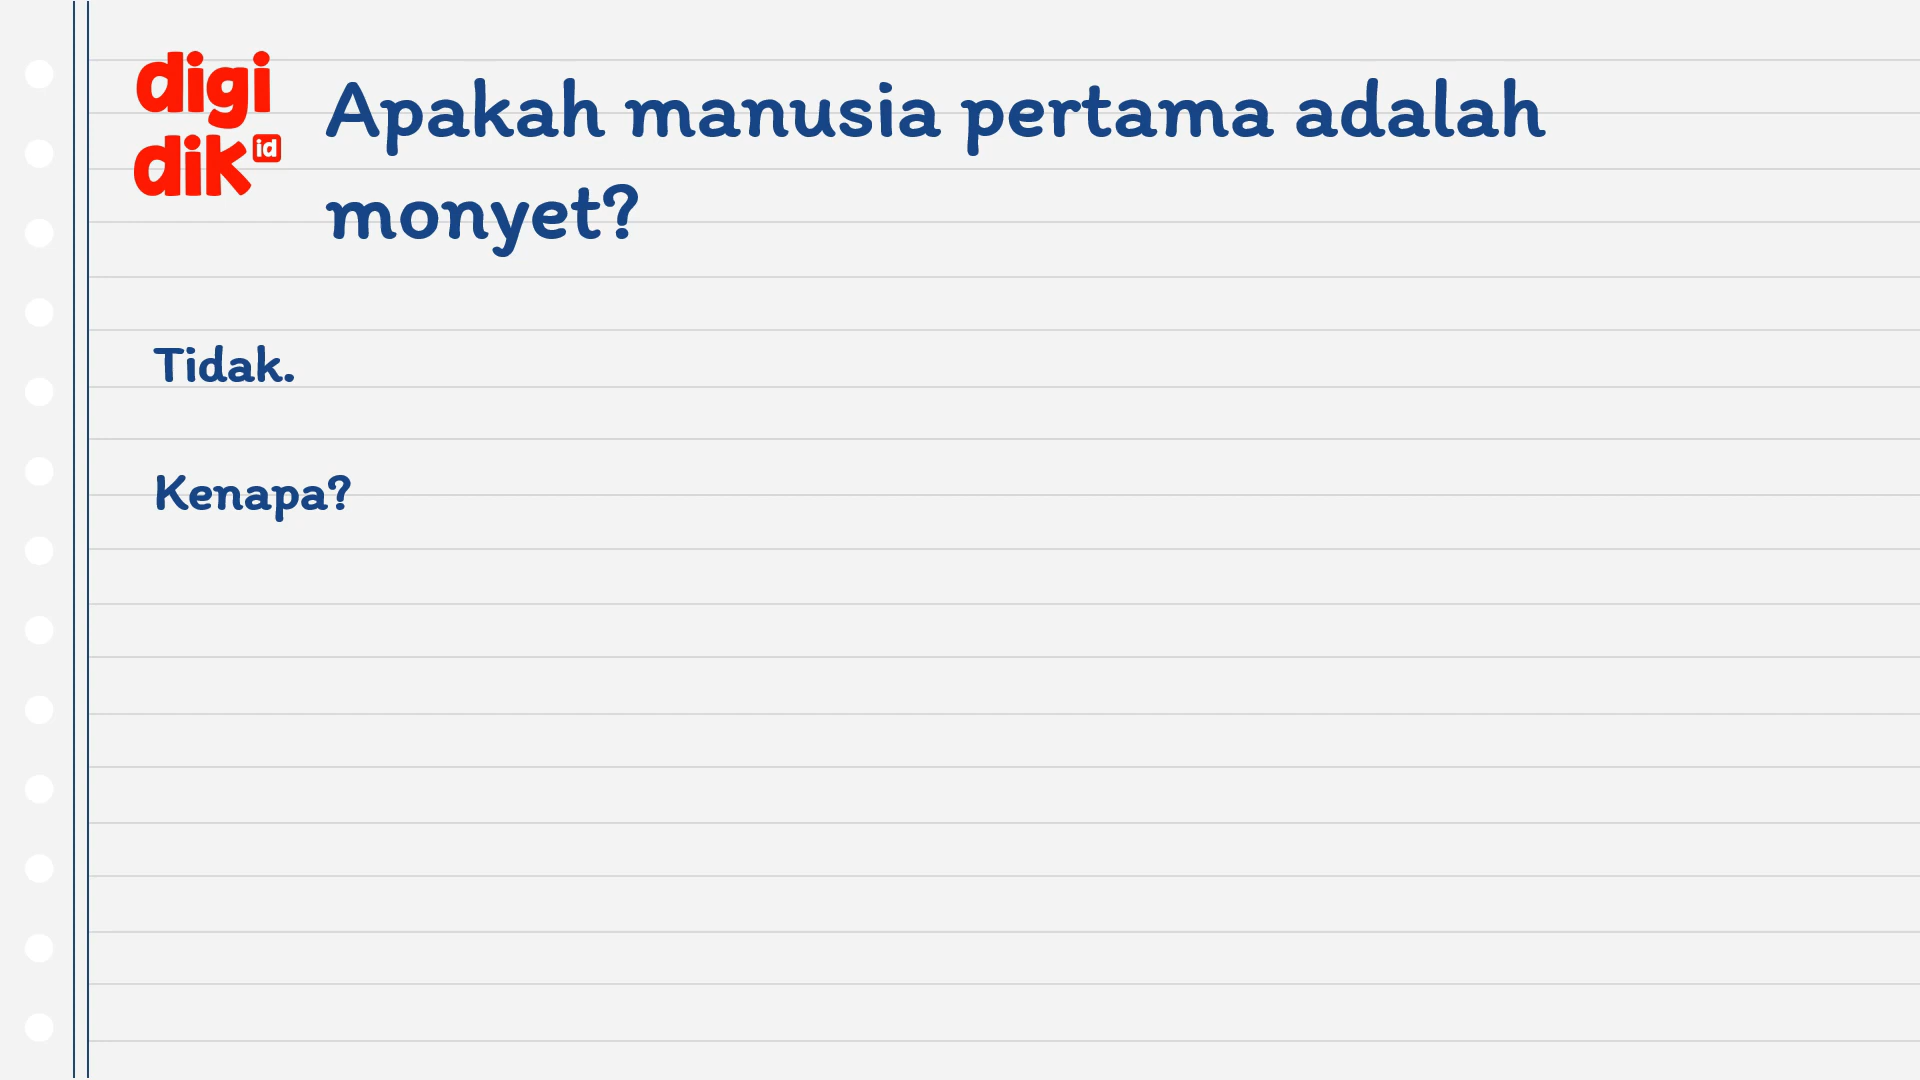 digi
dik id
Apakah manusia pertama adalah
monyet?
Tidak.
Kenapa?